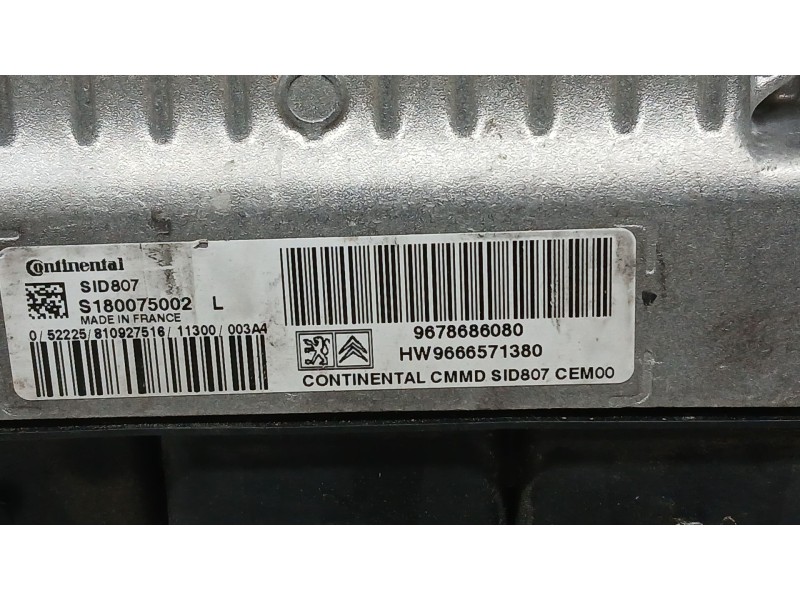 Continental
SID807
S180075002 L
MADE IN FRANCE
0/52225/810927516/11300/003A4
9678686080
HW9666571380
CONTINENTAL CMMD SID807 CEM00